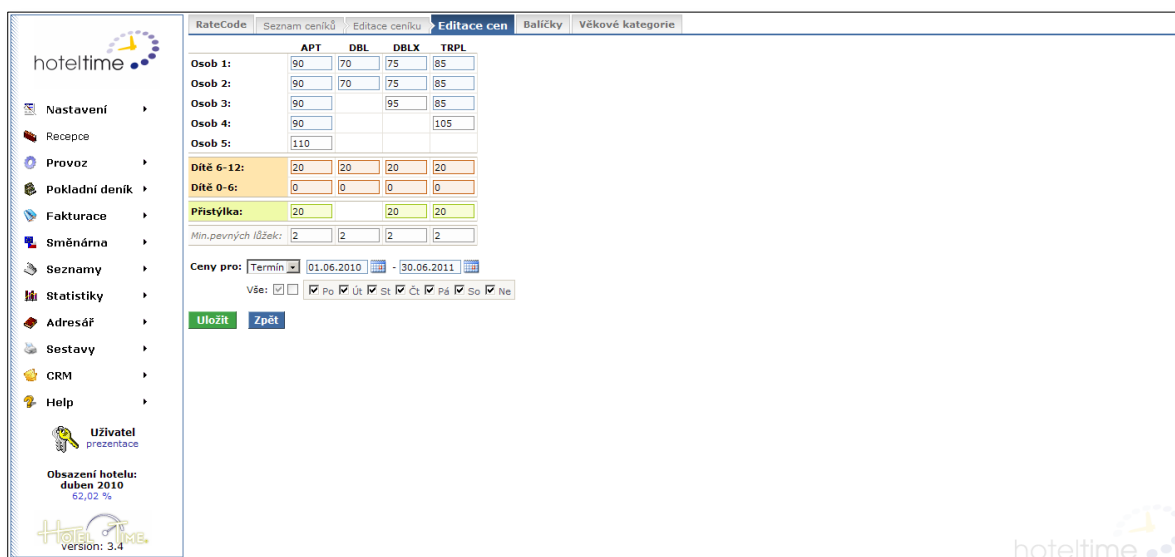 RateCode Seznam ceníků Editace ceníku Editace cen Balíčky Věkové kategorie
hoteltime
APT DBL DBLX TRPL
Osob 1: 90 70 75 85
Osob 2: 90 70 75 85
Osob 3: 90 95 85
Osob 4: 90 105
Osob 5: 110
Dítě 6-12: 20 20 20 20
Dítě 0-6: 0 0 0 0
Přistýlka: 20 20 20
Min.pevných lůžek: 2 2 2 2
Ceny pro: Termín 01.06.2010 - 30.06.2011
Vše: Po Út St Čt Pá So Ne
Uložit Zpět
Nastavení
Recepce
Provoz
Pokladní deník
Fakturace
Směnárna
Seznamy
Statistiky
Adresář
Sestavy
CRM
Help
Uživatel
prezentace
Obsazení hotelu:
duben 2010
62,02 %
HOTEL TIME.
version: 3.4
hoteltime